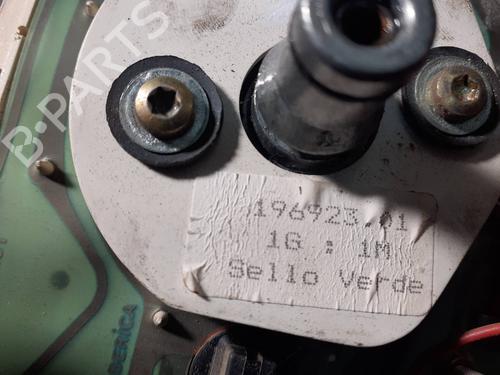 B-PARTS
196923.01
1G : 1M
Sello Verde